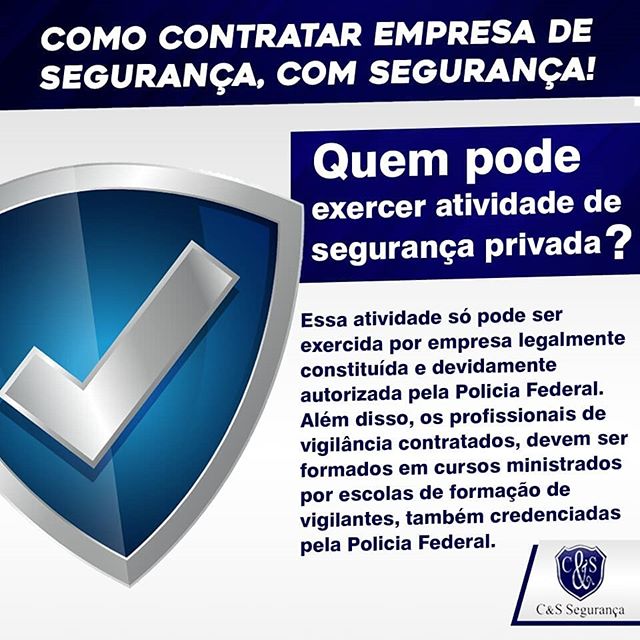 COMO CONTRATAR EMPRESA DE
SEGURANÇA, COM SEGURANÇA!
Quem pode
exercer atividade de
segurança privada?
Essa atividade só pode ser
exercida por empresa legalmente
constituída e devidamente
autorizada pela Policia Federal.
Além disso, os profissionais de
vigilância contratados, devem ser
formados em cursos ministrados
por escolas de formação de
vigilantes, também credenciadas
pela Policia Federal.
C&S
C&S Segurança